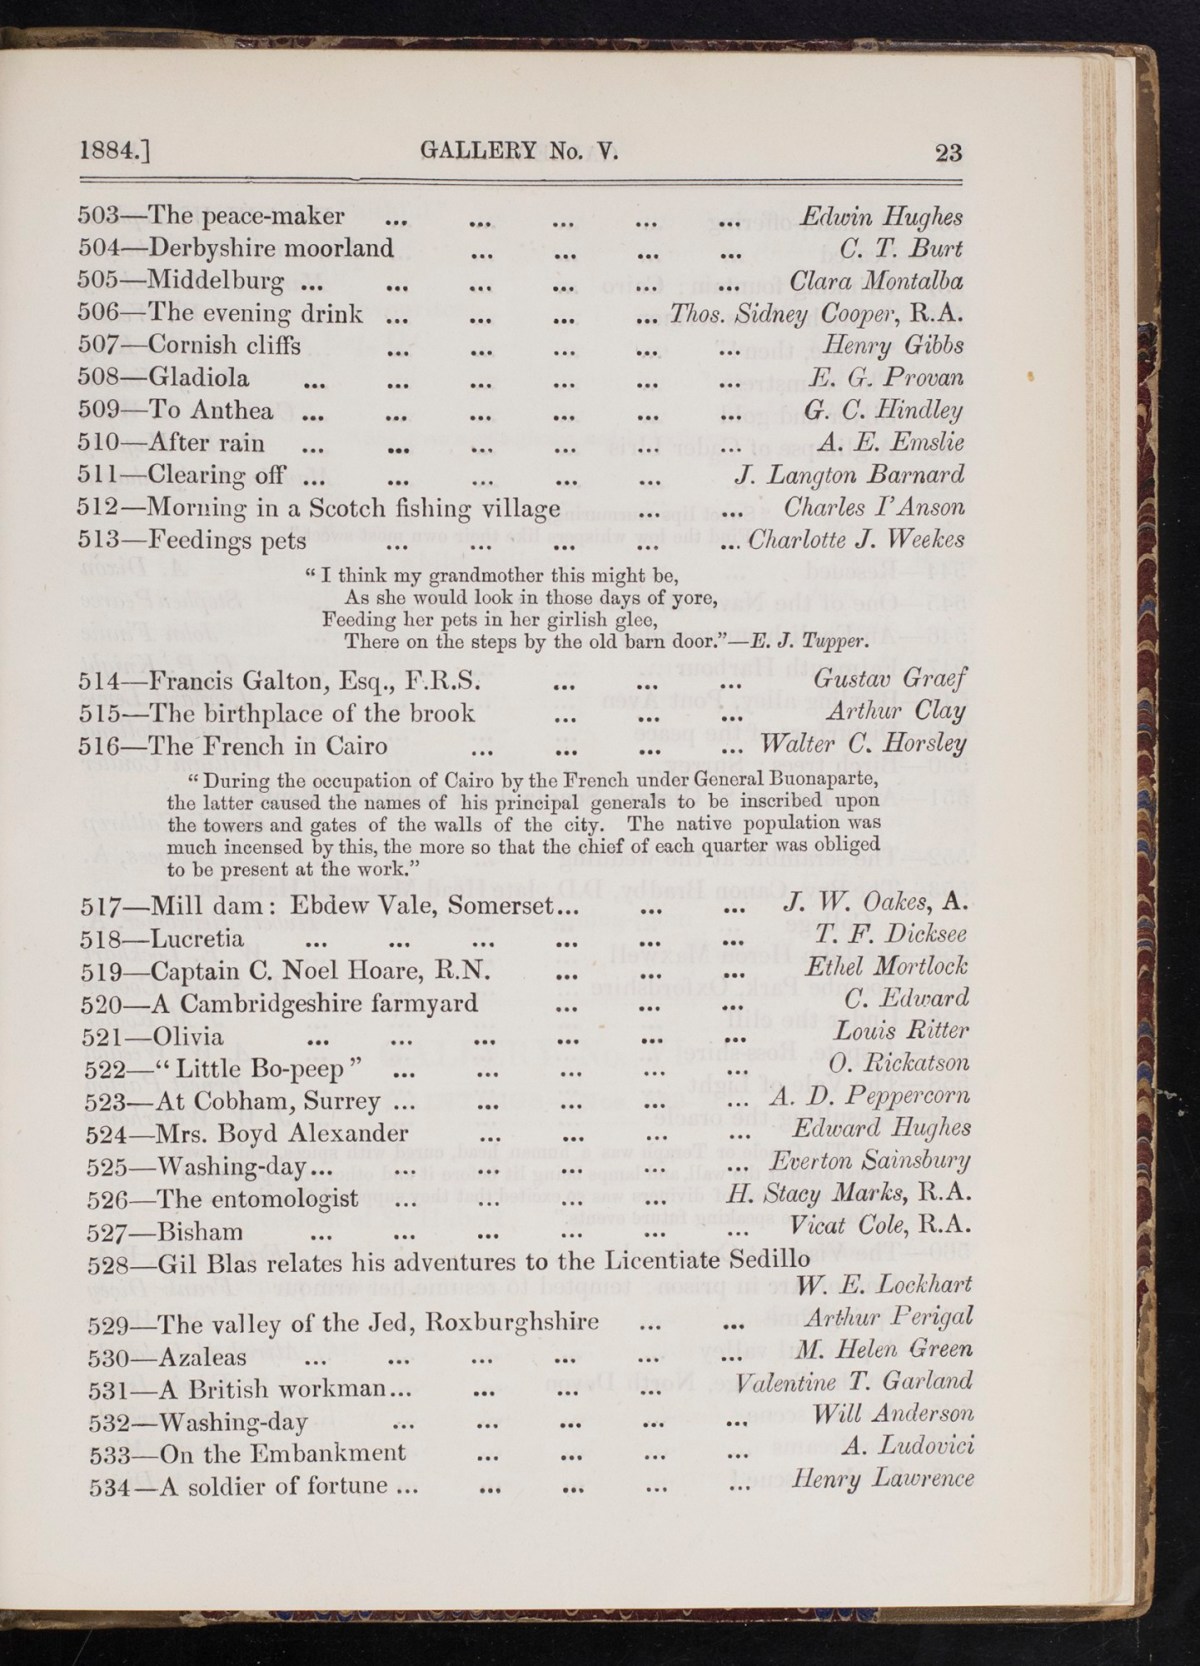 1884.] GALLERY No. V. 23
503—The peace-maker ... ... ... ... ... Edwin Hughes
504—Derbyshire moorland ... ... ... ... C. T. Burt
505—Middelburg ... ... ... ... ... ... Clara Montalba
506—The evening drink ... ... ... ... Thos. Sidney Cooper, R.A.
507—Cornish cliffs ... ... ... ... ... Henry Gibbs
508—Gladiola ... ... ... ... ... ... E. G. Provan
509—To Anthea ... ... ... ... ... ... G. C. Hindley
510—After rain ... ... ... ... ... ... A. E. Emslie
511—Clearing off ... ... ... ... ... J. Langton Barnard
512—Morning in a Scotch fishing village ... ... Charles I'Anson
513—Feedings pets ... ... ... ... ... Charlotte J. Weekes
“ I think my grandmother this might be,
As she would look in those days of yore,
Feeding her pets in her girlish glee,
There on the steps by the old barn door.”—E. J. Tupper.
514—Francis Galton, Esq., F.R.S. ... ... ... Gustav Graef
515—The birthplace of the brook ... ... ... Arthur Clay
516—The French in Cairo ... ... ... ... Walter C. Horsley
“ During the occupation of Cairo by the French under General Buonaparte,
the latter caused the names of his principal generals to be inscribed upon
the towers and gates of the walls of the city. The native population was
much incensed by this, the more so that the chief of each quarter was obliged
to be present at the work.”
517—Mill dam: Ebdew Vale, Somerset... ... ... J. W. Oakes, A.
518—Lucretia ... ... ... ... ... ... T. F. Dicksee
519—Captain C. Noel Hoare, R.N. ... ... ... Ethel Mortlock
520—A Cambridgeshire farmyard ... ... ... C. Edward
521—Olivia ... ... ... ... ... ... Louis Ritter
522—“ Little Bo-peep ” ... ... ... ... ... O. Rickatson
523—At Cobham, Surrey ... ... ... ... ... A. D. Peppercorn
524—Mrs. Boyd Alexander ... ... ... ... Edward Hughes
525—Washing-day... ... ... ... ... ... Everton Sainsbury
526—The entomologist ... ... ... ... H. Stacy Marks, R.A.
527—Bisham ... ... ... ... ... ... Vicat Cole, R.A.
528—Gil Blas relates his adventures to the Licentiate Sedillo
W. E. Lockhart
529—The valley of the Jed, Roxburghshire ... ... Arthur Perigal
530—Azaleas ... ... ... ... ... ... M. Helen Green
531—A British workman... ... ... ... Valentine T. Garland
532—Washing-day ... ... ... ... ... Will Anderson
533—On the Embankment ... ... ... ... A. Ludovici
534—A soldier of fortune ... ... ... ... ... Henry Lawrence